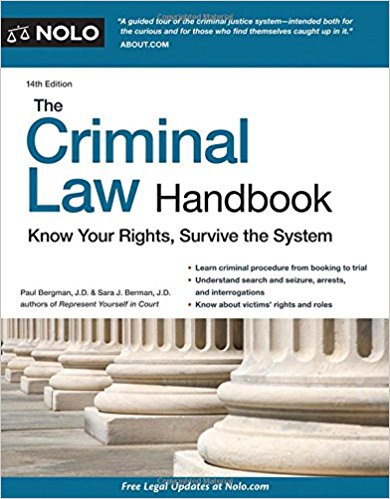 NOLO
"A guided tour of the criminal justice system—intended both for
the curious and for those who find themselves caught up in it."
ABOUT.COM
14th Edition
The
Criminal
Law Handbook
Know Your Rights, Survive the System
Paul Bergman, J.D. & Sara J. Berman, J.D.
authors of Represent Yourself in Court
• Learn criminal procedure from booking to trial
• Understand search and seizure, arrests,
and interrogations
• Know about victims' rights and roles
Free Legal Updates at Nolo.com